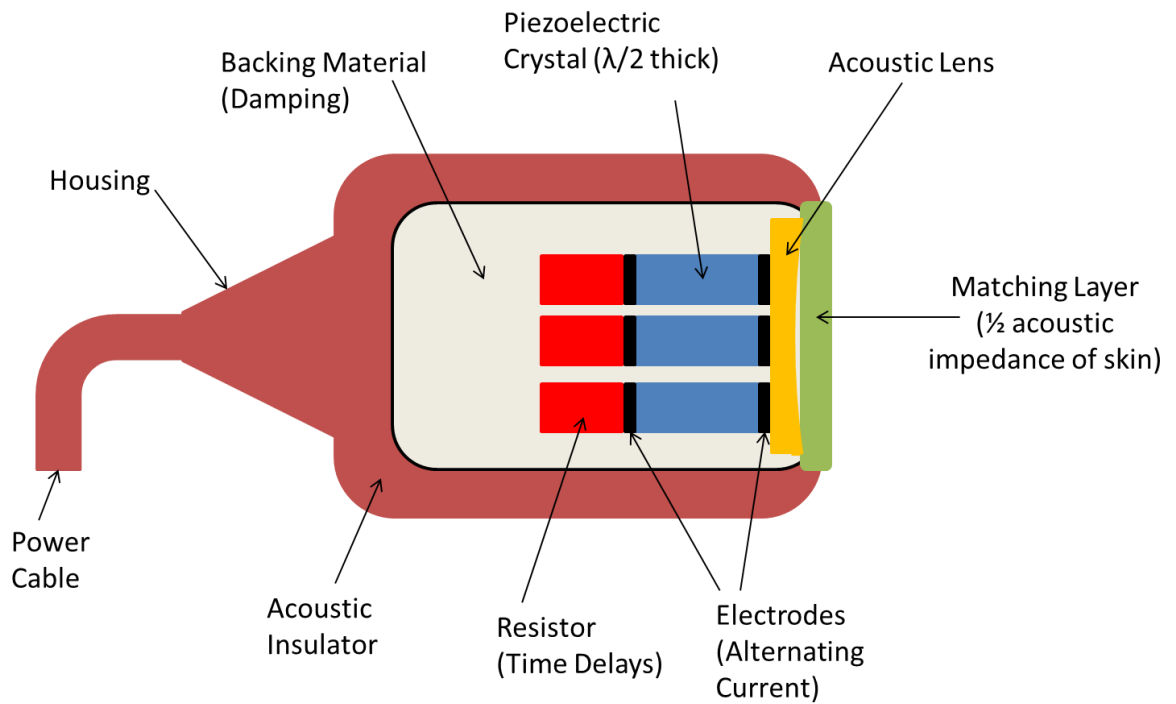 Piezoelectric
Crystal (λ/2 thick)
Backing Material
(Damping)
Acoustic Lens
Housing
Matching Layer
(½ acoustic
impedance of skin)
Power
Cable
Acoustic
Insulator
Resistor
(Time Delays)
Electrodes
(Alternating
Current)